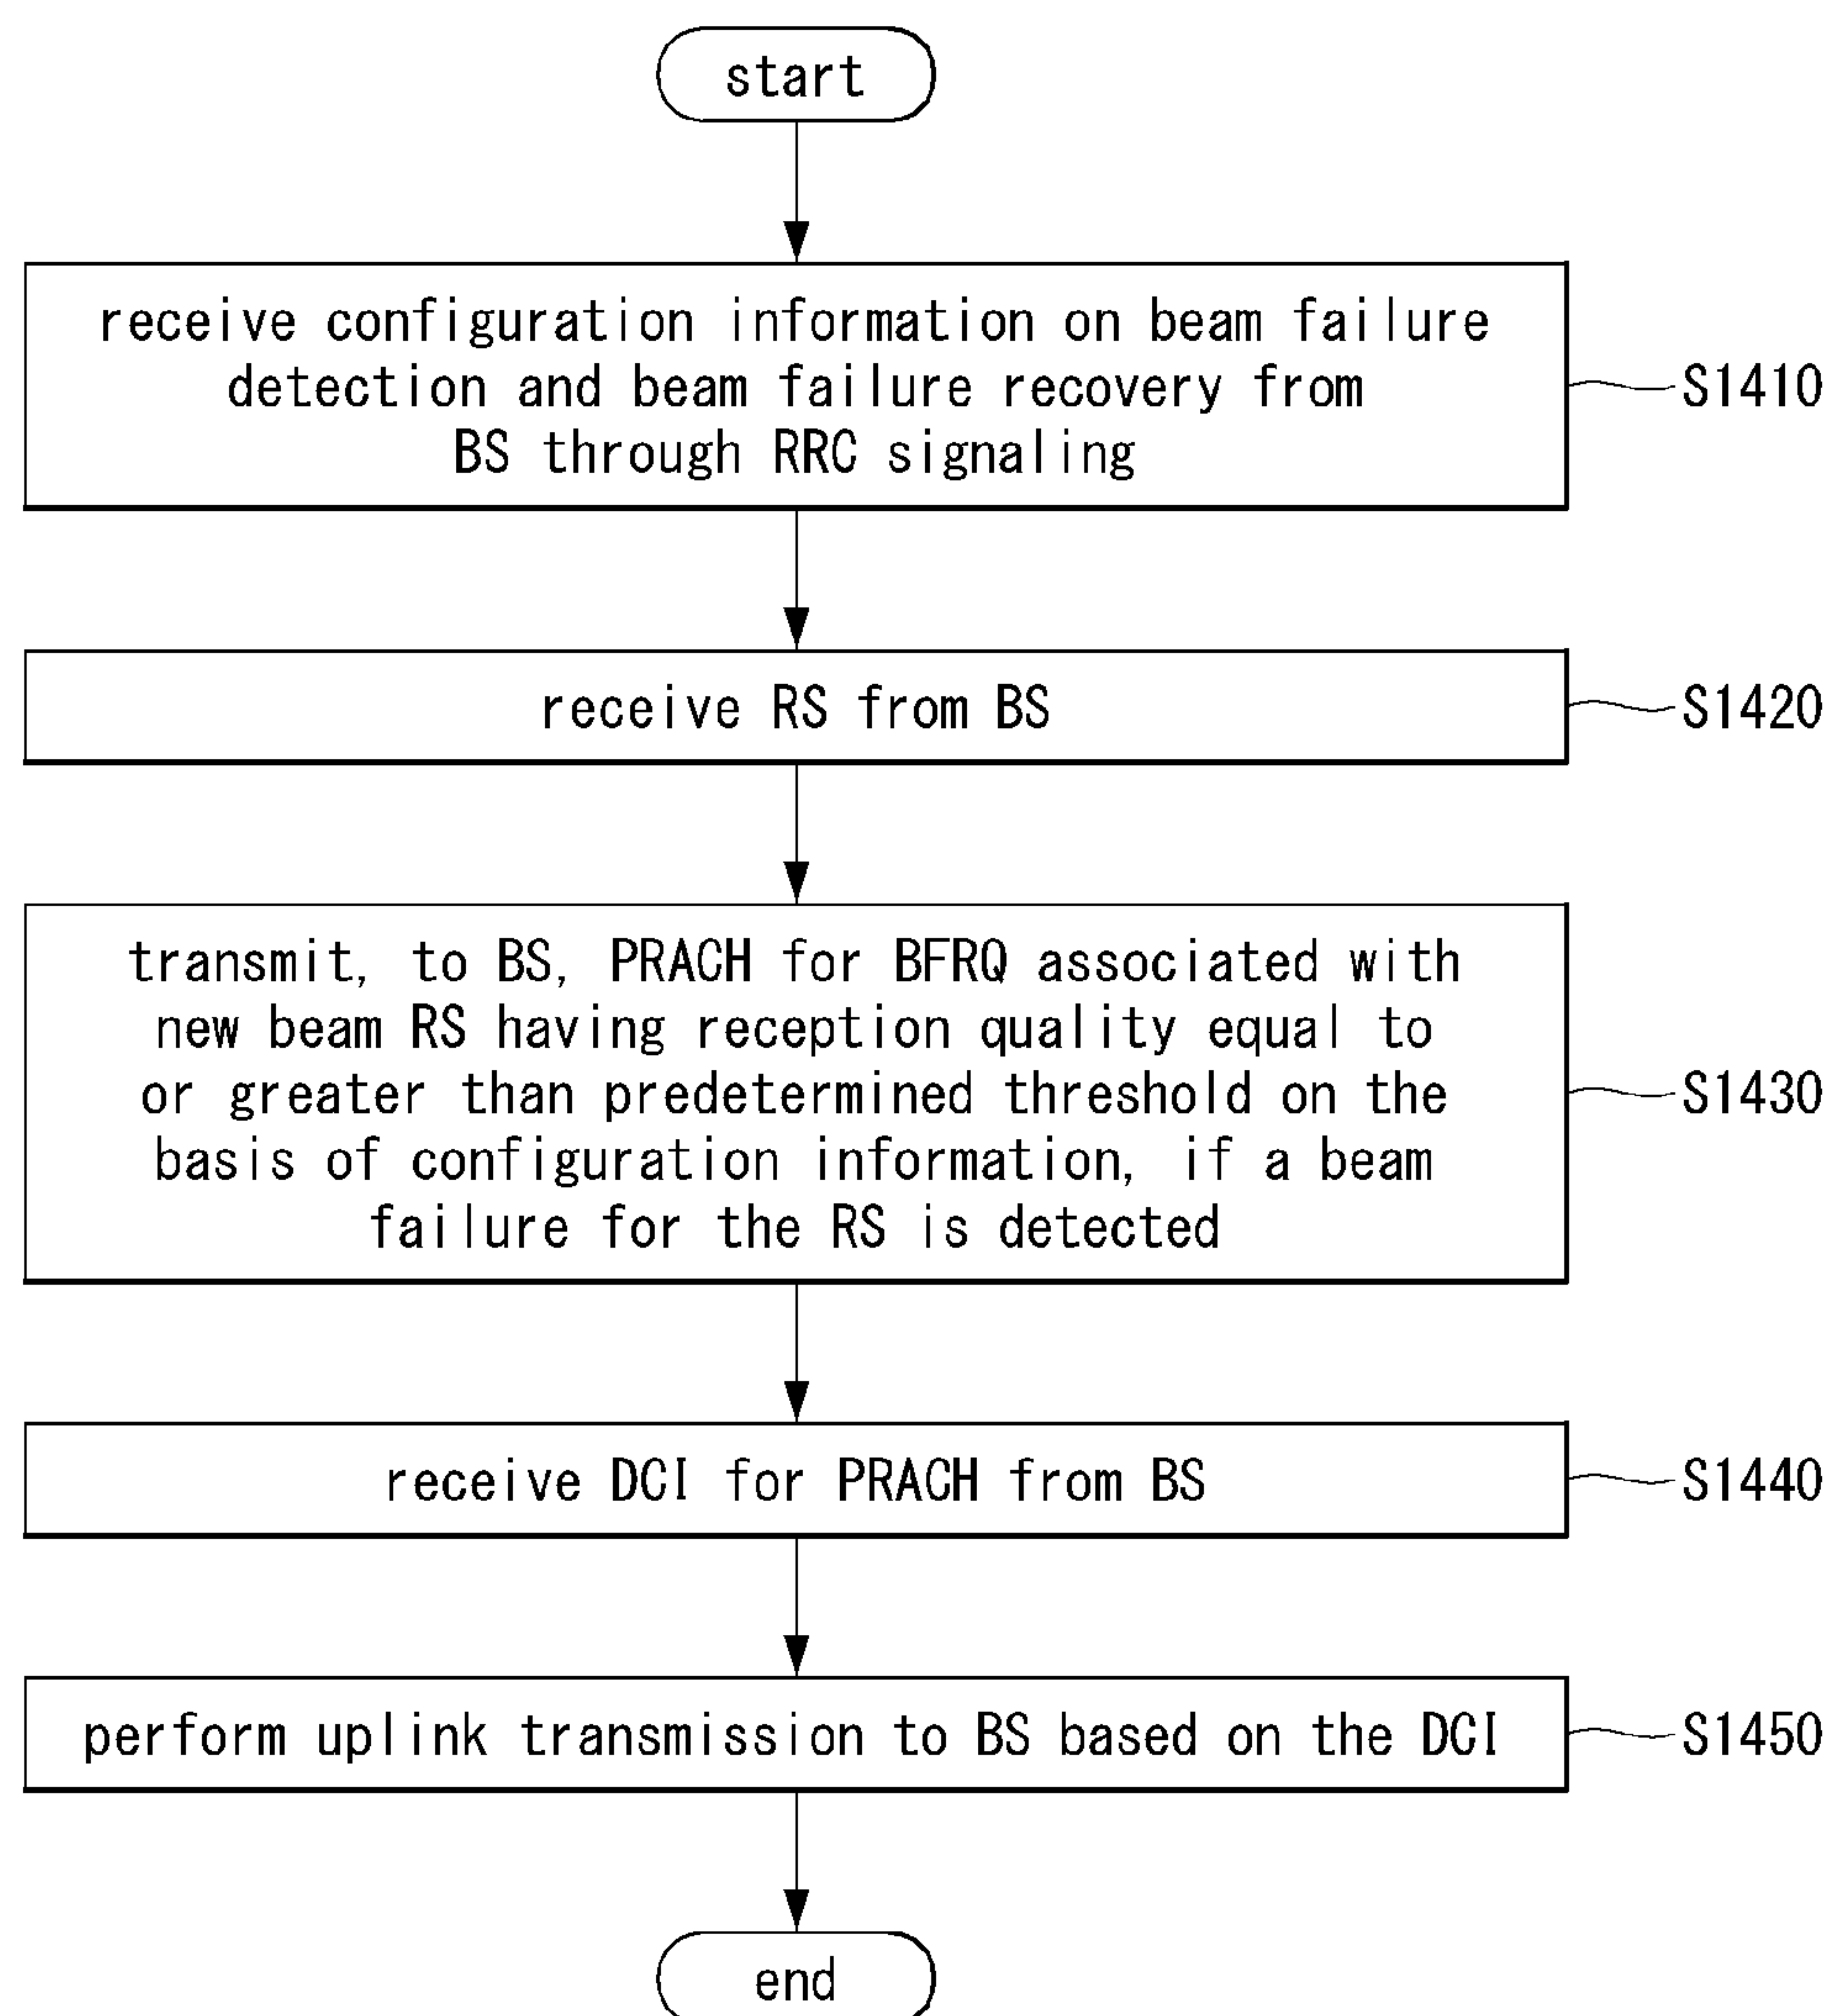 start
receive configuration information on beam failure
detection and beam failure recovery from
BS through RRC signaling
S1410
receive RS from BS
S1420
transmit, to BS, PRACH for BFRQ associated with
new beam RS having reception quality equal to
or greater than predetermined threshold on the
basis of configuration information, if a beam
failure for the RS is detected
S1430
receive DCI for PRACH from BS
S1440
perform uplink transmission to BS based on the DCI
S1450
end